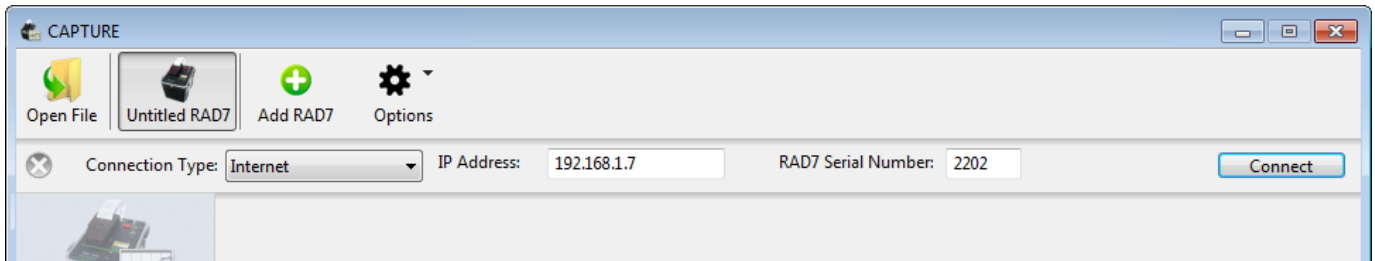 CAPTURE
Open File
Untitled RAD7
Add RAD7
Options
Connection Type: Internet IP Address: 192.168.1.7 RAD7 Serial Number: 2202 Connect